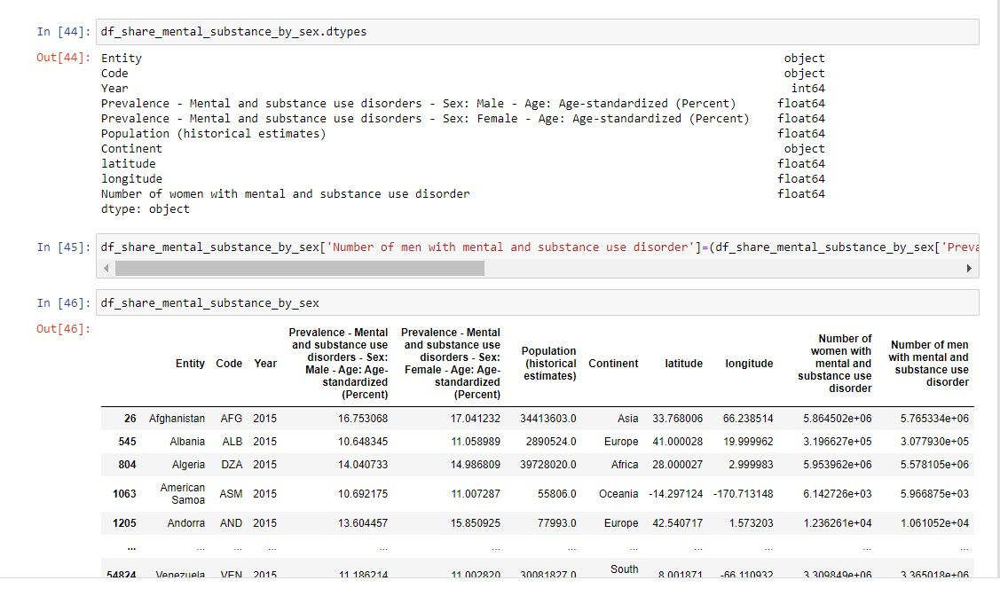 In [44]: df_share_mental_substance_by_sex.dtypes
Out[44]: Entity object
Code object
Year int64
Prevalence - Mental and substance use disorders - Sex: Male - Age: Age-standardized (Percent) float64
Prevalence - Mental and substance use disorders - Sex: Female - Age: Age-standardized (Percent) float64
Population (historical estimates) float64
Continent object
latitude float64
longitude float64
Number of women with mental and substance use disorder float64
dtype: object
In [45]: df_share_mental_substance_by_sex['Number of men with mental and substance use disorder']=(df_share_mental_substance_by_sex['Preva
In [46]: df_share_mental_substance_by_sex
Out[46]:
Entity Code Year
Prevalence - Mental
and substance use
disorders - Sex:
Male - Age: Age-
standardized
(Percent)
Prevalence - Mental
and substance use
disorders - Sex:
Female - Age: Age-
standardized
(Percent)
Population
(historical
estimates)
Continent latitude longitude
Number of
women with
mental and
substance use
disorder
Number of men
with mental and
substance use
disorder
26 Afghanistan AFG 2015 16.753068 17.041232 34413603.0 Asia 33.768006 66.238514 5.864502e+06 5.765334e+06
545 Albania ALB 2015 10.648345 11.058989 2890524.0 Europe 41.000028 19.999962 3.196627e+05 3.077930e+05
804 Algeria DZA 2015 14.040733 14.986809 39728020.0 Africa 28.000027 2.999983 5.953962e+06 5.578105e+06
1063 American
Samoa ASM 2015 10.692175 11.007287 55806.0 Oceania -14.297124 -170.713148 6.142726e+03 5.966875e+03
1205 Andorra AND 2015 13.604457 15.850925 77993.0 Europe 42.540717 1.573203 1.236261e+04 1.061052e+04
... ... ... ... ... ... ... ... ... ... ... ...
54824 Venezuela VEN 2015 11.186214 11.002820 30081827.0 South 8.001871 -66.110932 3.309849e+06 3.365018e+06